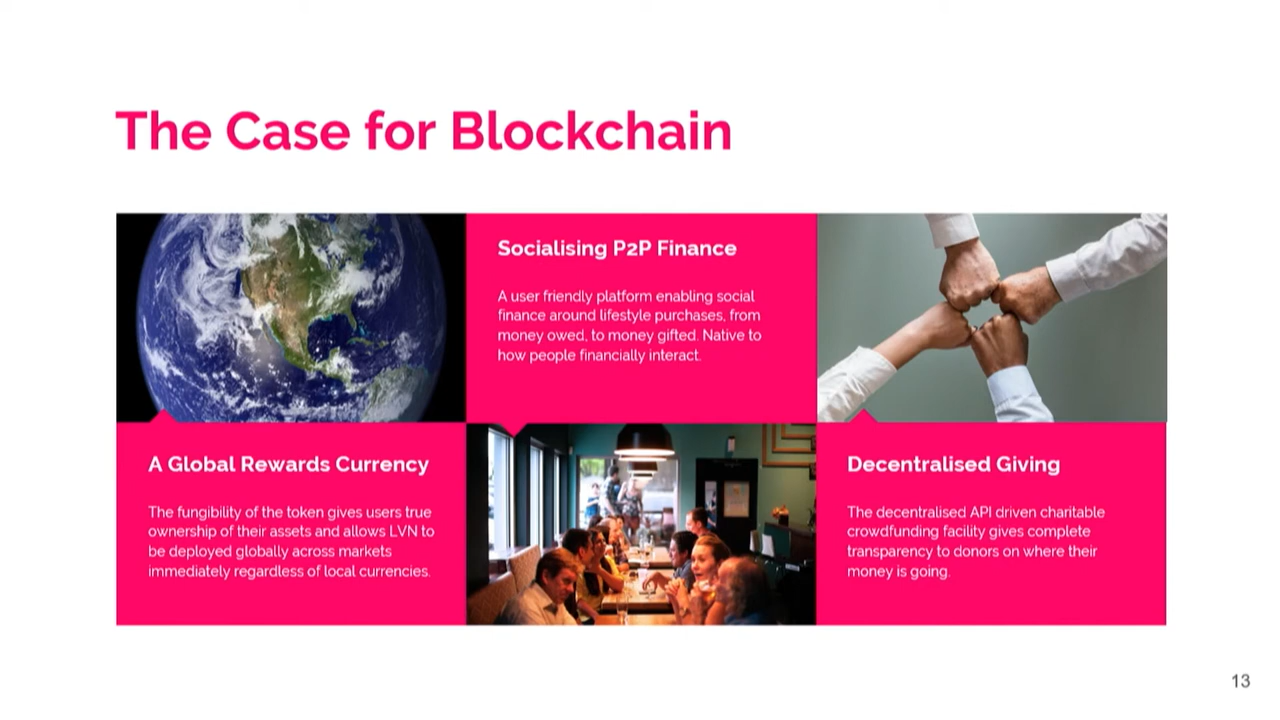 The Case for Blockchain
Socialising P2P Finance
A user friendly platform enabling social
finance around lifestyle purchases, from
money owed, to money gifted. Native to
how people financially interact.
A Global Rewards Currency
The fungibility of the token gives users true
ownership of their assets and allows LVN to
be deployed globally across markets
immediately regardless of local currencies.
Decentralised Giving
The decentralised API driven charitable
crowdfunding facility gives complete
transparency to donors on where their
money is going.
13